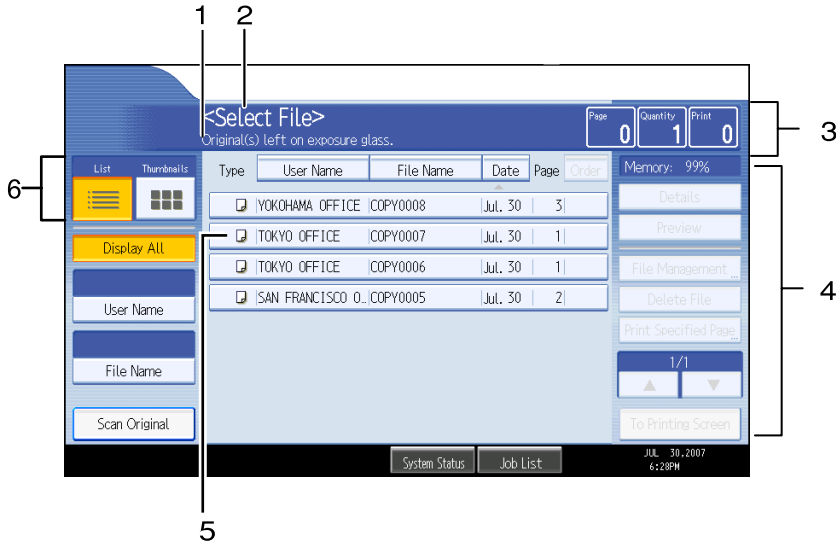 1 2
<Select File>
Original(s) left on exposure glass.
Page 0 Quantity 1 Print 0
3
6
List Thumbnails
Type User Name File Name Date Page Order
Memory: 99%
YOKOHAMA OFFICE COPY0008 Jul. 30 3
Details
TOKYO OFFICE COPY0007 Jul. 30 1
Preview
Display All
TOKYO OFFICE COPY0006 Jul. 30 1
File Management
SAN FRANCISCO O... COPY0005 Jul. 30 2
Delete File
4
User Name
Print Specified Page
File Name
1/1
Scan Original
To Printing Screen
System Status Job List
JUL 30,2007
6:28PM
5